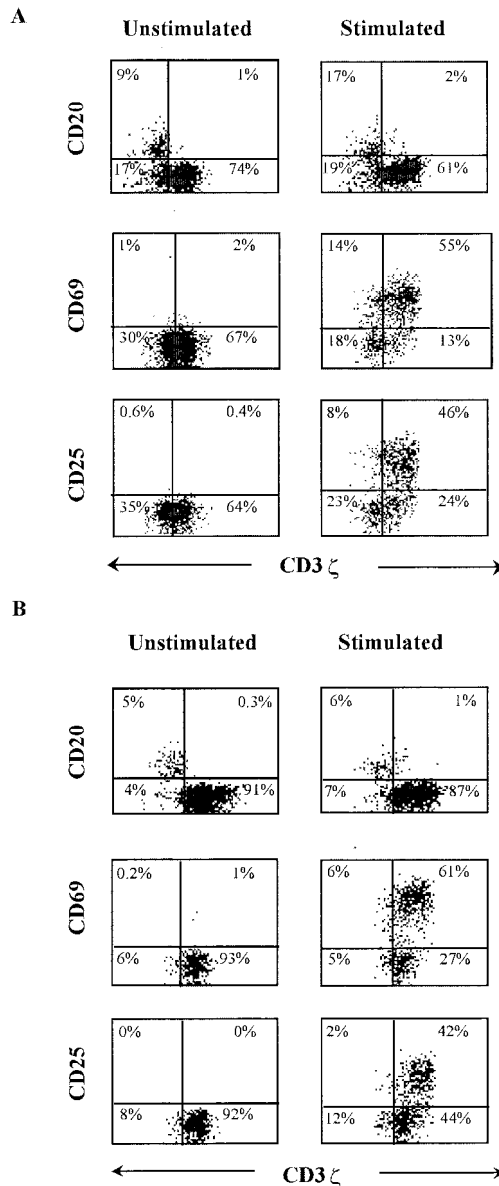 A
Unstimulated Stimulated
CD20
9% 1%
17% 74%
17% 2%
19% 61%
CD69
1% 2%
30% 67%
14% 55%
18% 13%
CD25
0.6% 0.4%
35% 64%
8% 46%
23% 24%
CD3 ζ
B
Unstimulated Stimulated
CD20
5% 0.3%
4% 91%
6% 1%
7% 87%
CD69
0.2% 1%
6% 93%
6% 61%
5% 27%
CD25
0% 0%
8% 92%
2% 42%
12% 44%
CD3 ζ